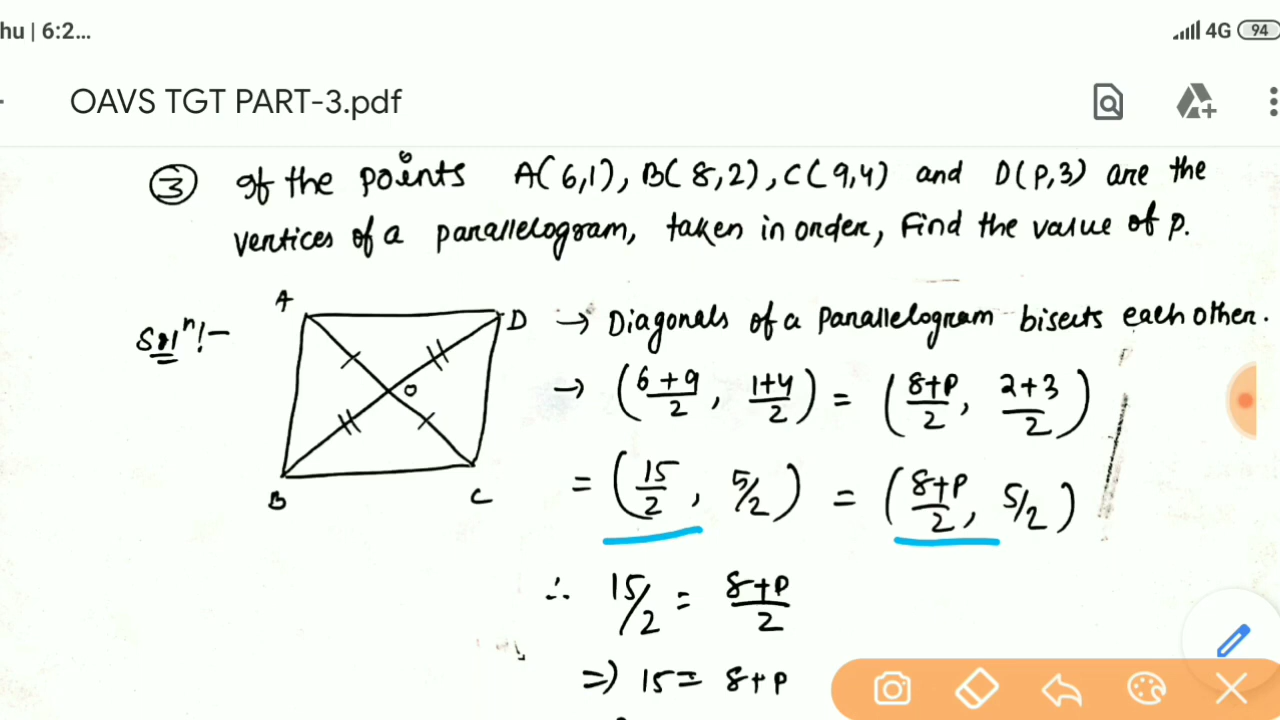 hu | 6:2...
4G 94
OAVS TGT PART-3.pdf
③ If the points A(6,1), B(8,2), C(9,4) and D(P,3) are the
vertices of a parallelogram, taken in order, Find the value of p.
Solⁿ!-
A
D
O
B
C
→ Diagonals of a Parallelogram bisects each other.
→ (6+9/2, 1+4/2) = (8+P/2, 2+3/2)
= (15/2, 5/2) = (8+P/2, 5/2)
∴ 15/2 = 8+P/2
=) 15 = 8+P